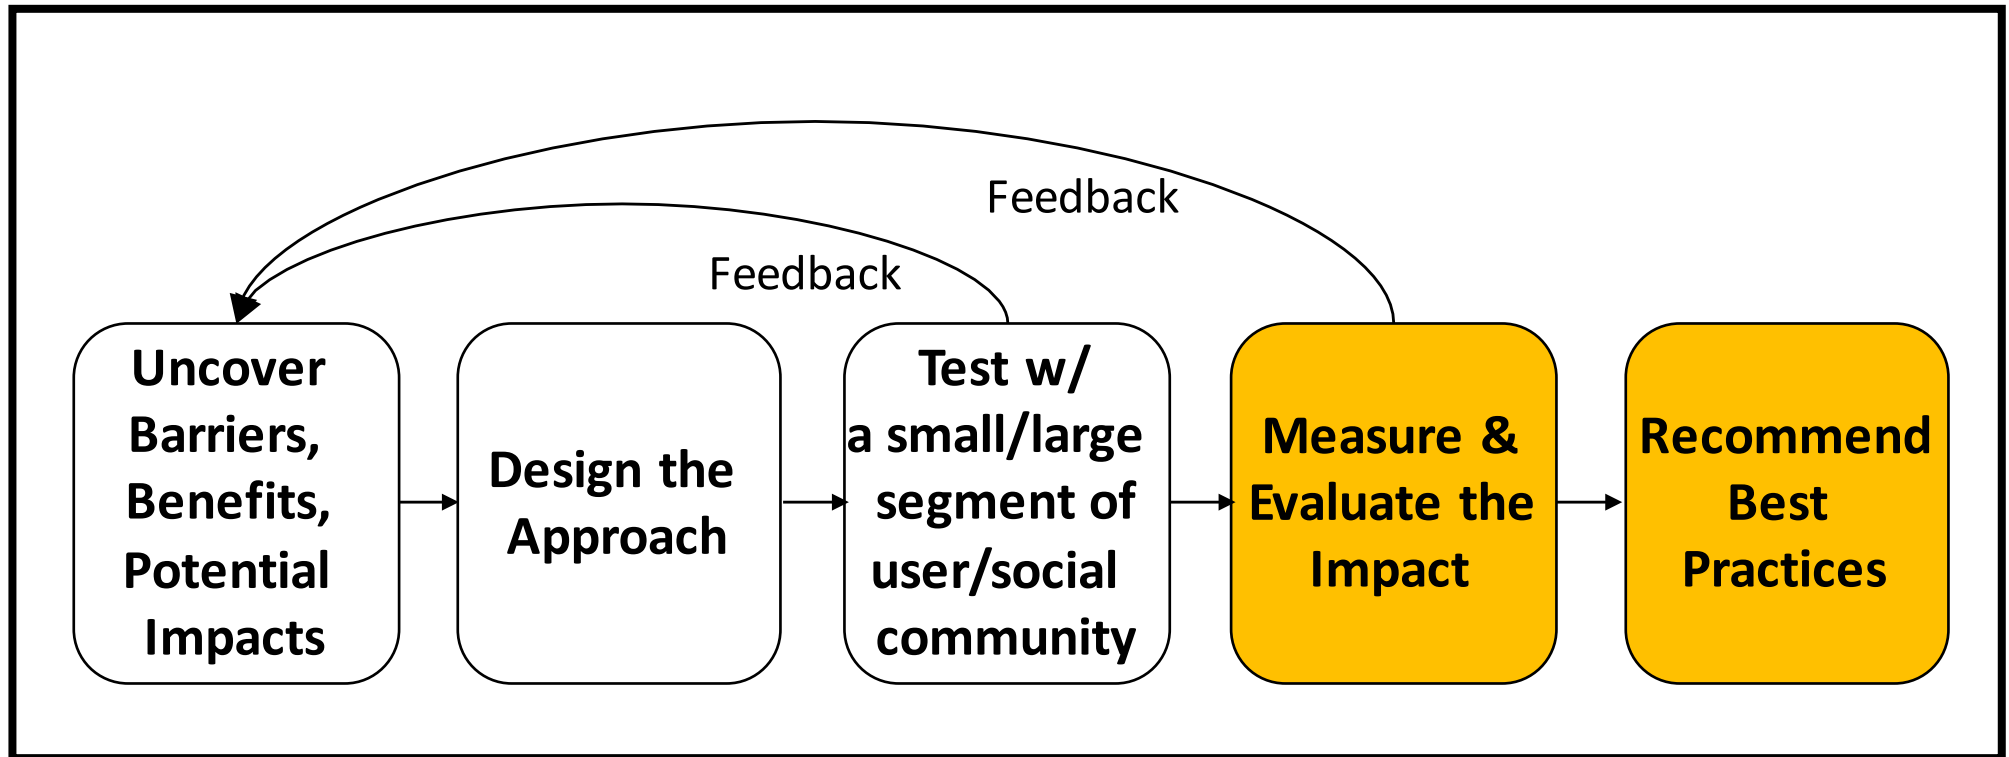 Feedback
Feedback
Uncover
Barriers,
Benefits,
Potential
Impacts
Design the
Approach
Test w/
a small/large
segment of
user/social
community
Measure &
Evaluate the
Impact
Recommend
Best
Practices